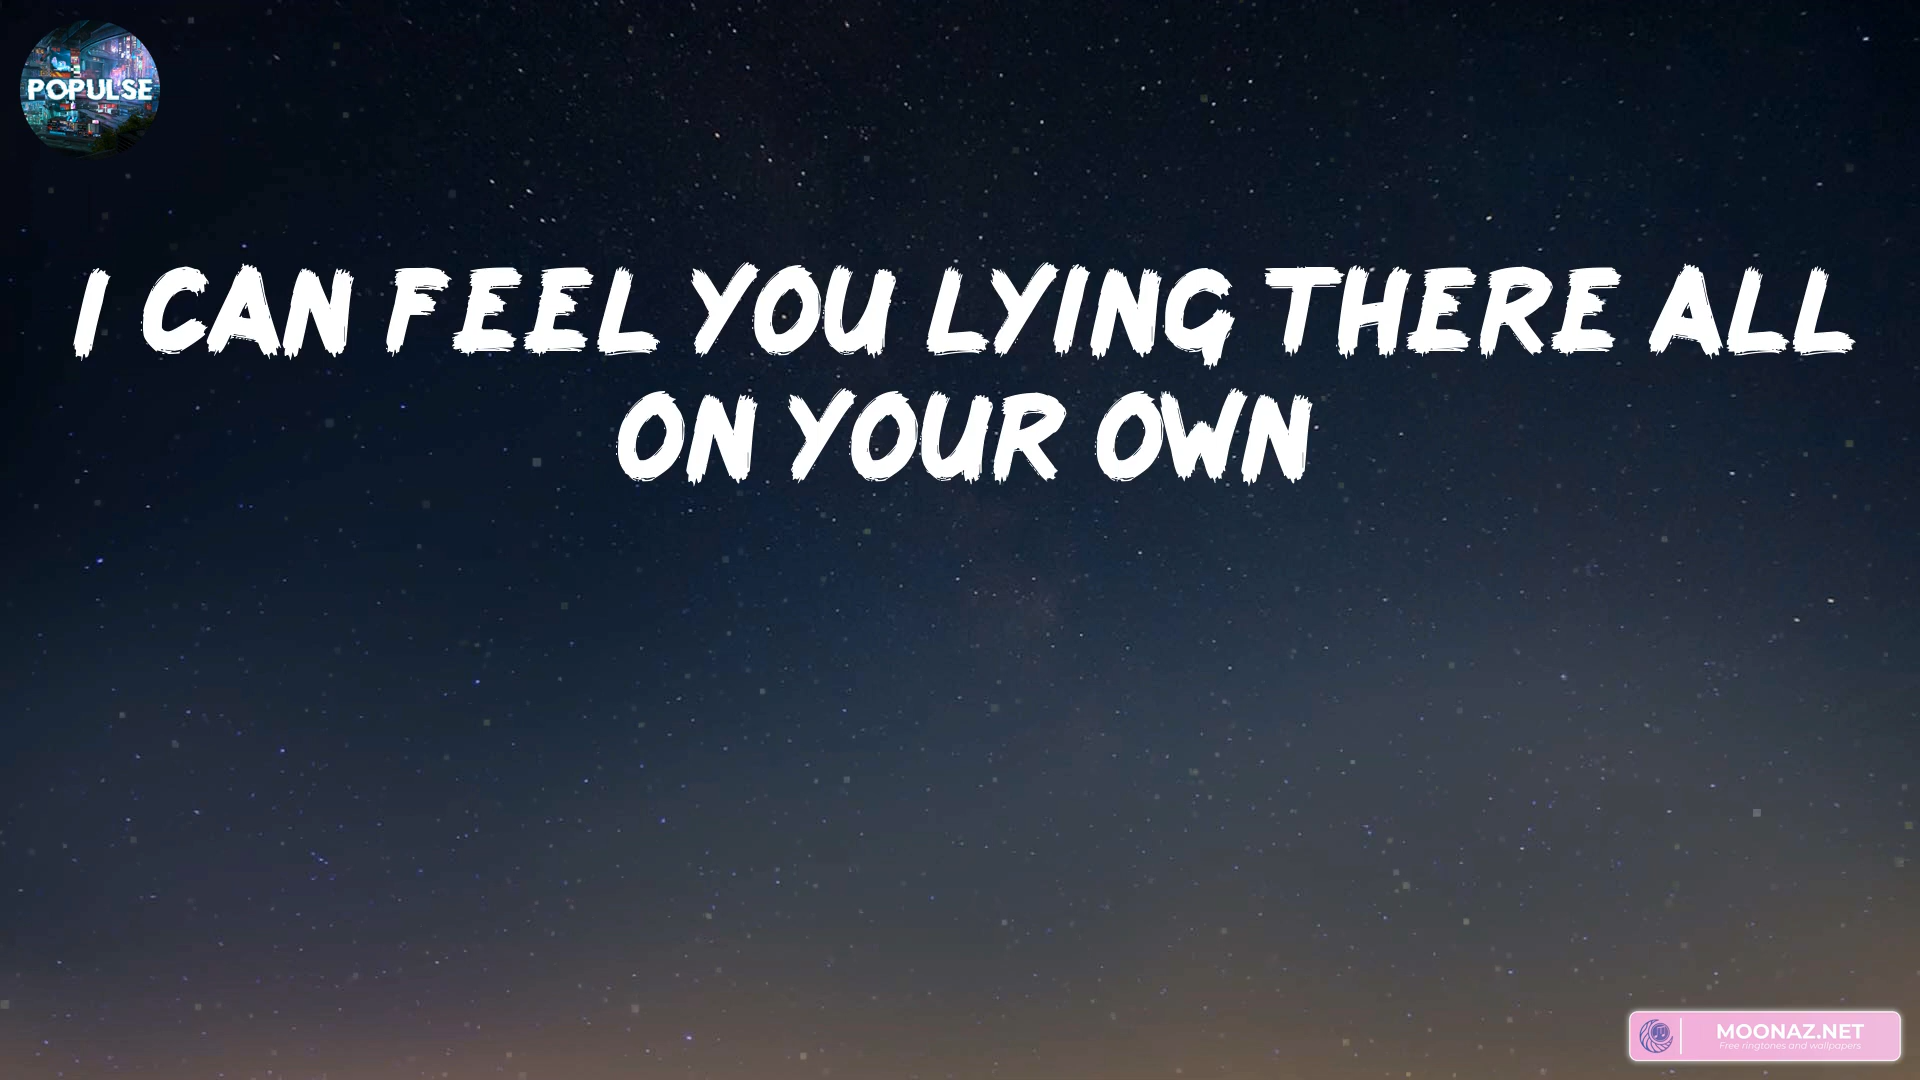 POPULSE
I CAN FEEL YOU LYING THERE ALL
ON YOUR OWN
MOONAZ.NET
Free ringtones and wallpapers